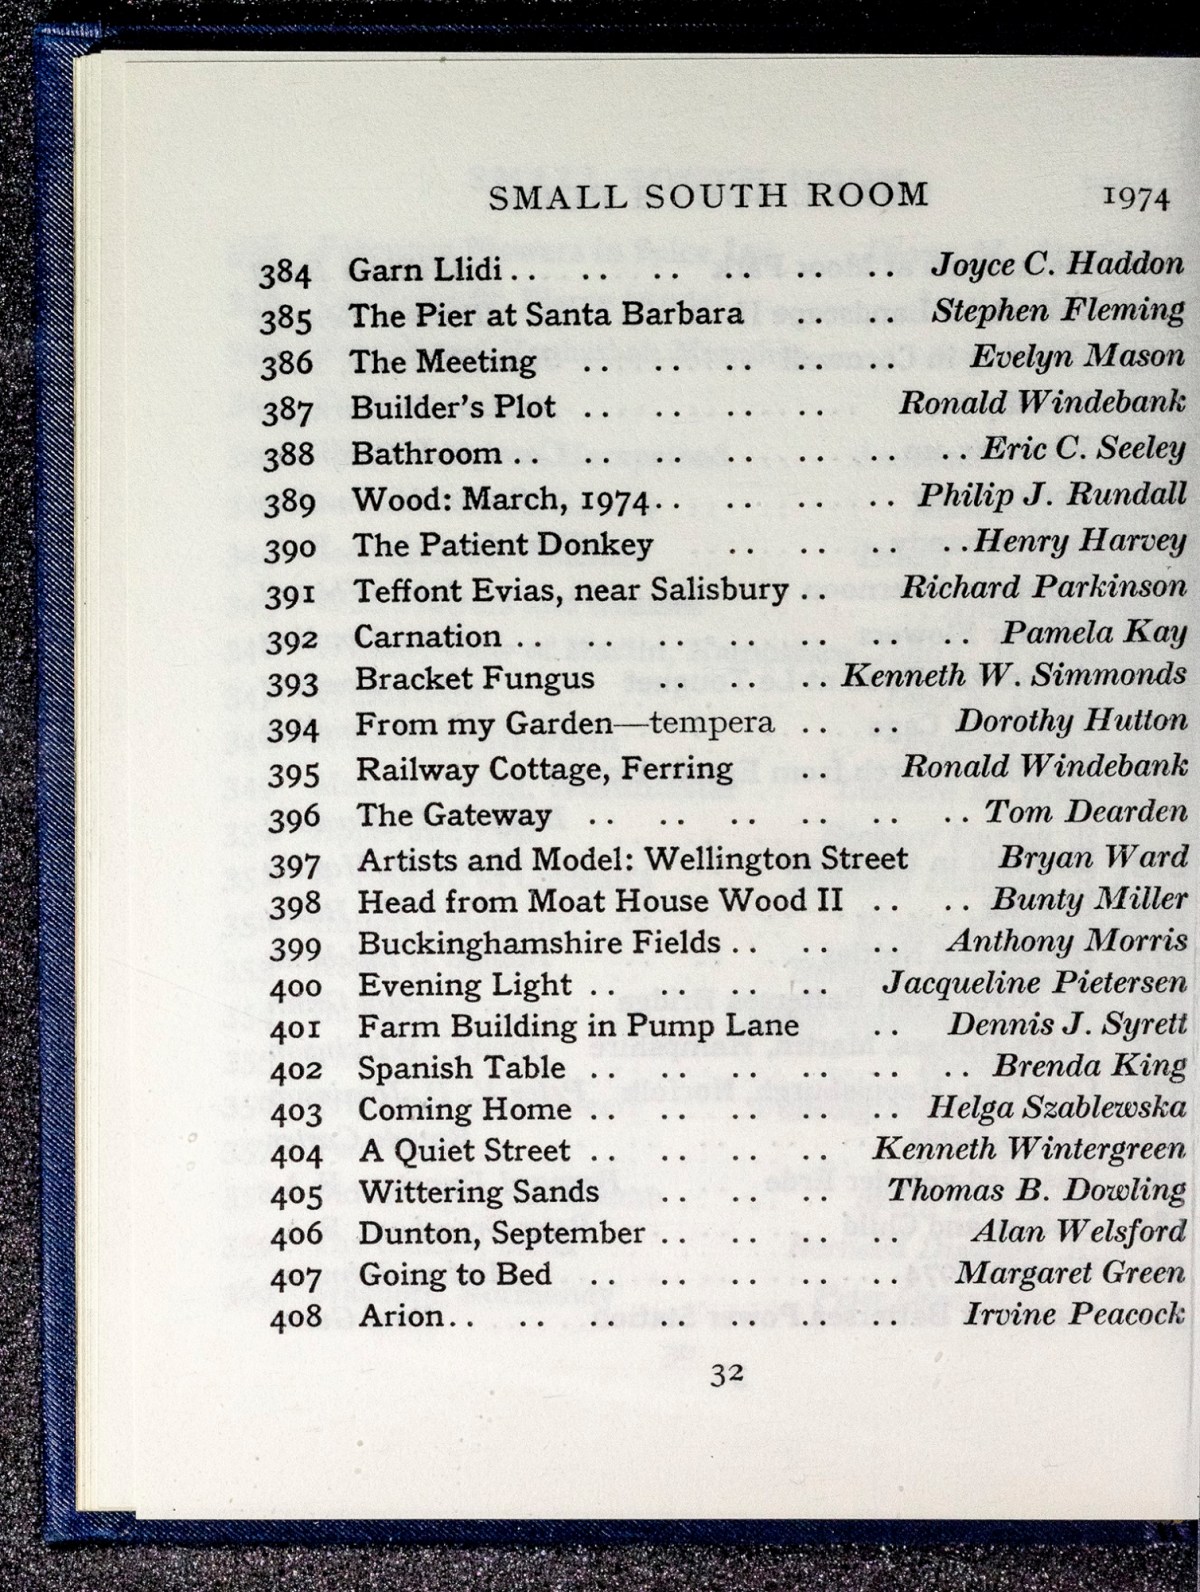 SMALL SOUTH ROOM 1974
384 Garn Llidi .. .. .. .. .. .. Joyce C. Haddon
385 The Pier at Santa Barbara .. .. Stephen Fleming
386 The Meeting .. .. .. .. .. Evelyn Mason
387 Builder's Plot .. .. .. .. Ronald Windebank
388 Bathroom .. .. .. .. .. .. .. Eric C. Seeley
389 Wood: March, 1974 .. .. .. .. Philip J. Rundall
390 The Patient Donkey .. .. .. .. Henry Harvey
391 Teffont Evias, near Salisbury .. Richard Parkinson
392 Carnation .. .. .. .. .. .. .. Pamela Kay
393 Bracket Fungus .. .. .. Kenneth W. Simmonds
394 From my Garden—tempera .. .. Dorothy Hutton
395 Railway Cottage, Ferring .. Ronald Windebank
396 The Gateway .. .. .. .. .. .. Tom Dearden
397 Artists and Model: Wellington Street Bryan Ward
398 Head from Moat House Wood II .. .. Bunty Miller
399 Buckinghamshire Fields .. .. .. Anthony Morris
400 Evening Light .. .. .. .. Jacqueline Pietersen
401 Farm Building in Pump Lane .. Dennis J. Syrett
402 Spanish Table .. .. .. .. .. .. Brenda King
403 Coming Home .. .. .. .. .. Helga Szablewska
404 A Quiet Street .. .. .. .. Kenneth Wintergreen
405 Wittering Sands .. .. .. Thomas B. Dowling
406 Dunton, September .. .. .. .. Alan Welsford
407 Going to Bed .. .. .. .. .. Margaret Green
408 Arion .. .. .. .. .. .. .. Irvine Peacock
32